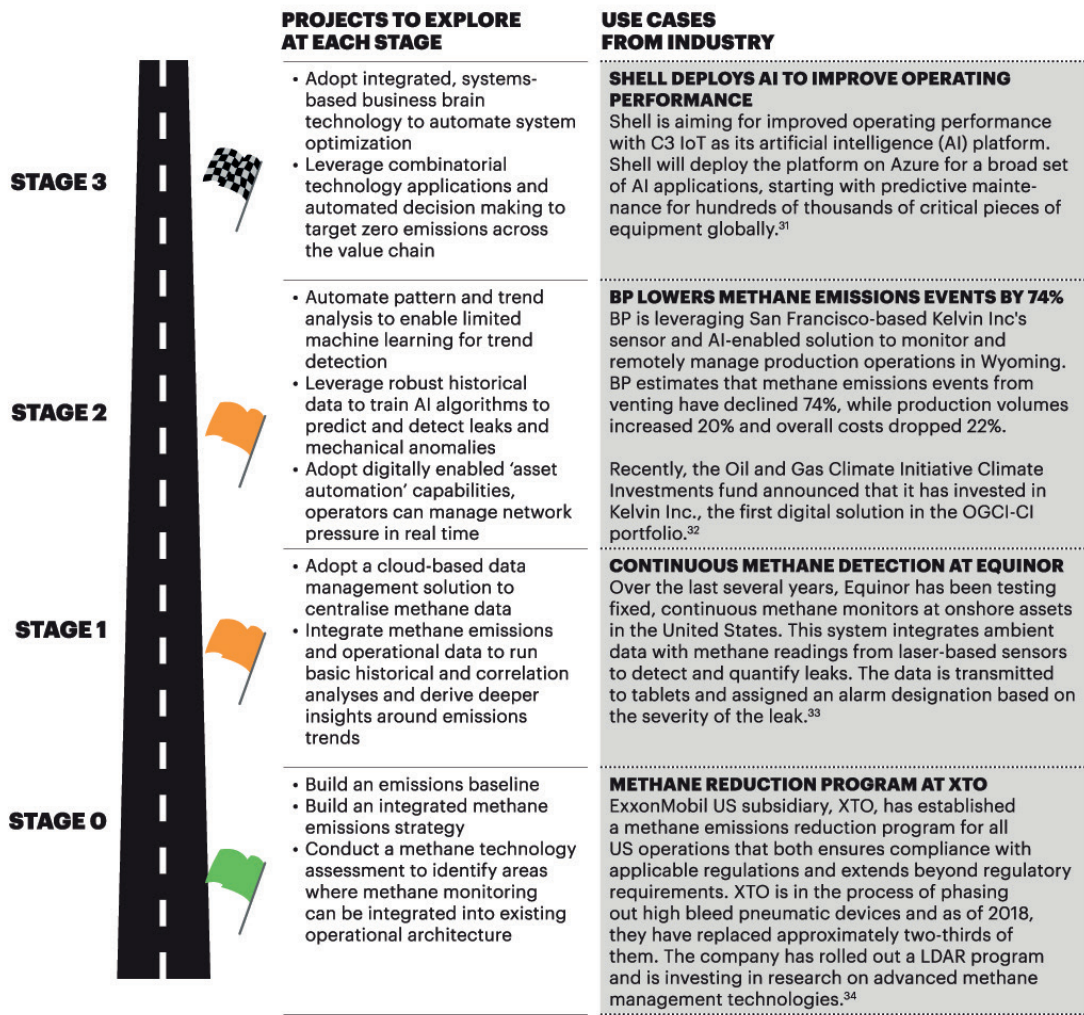 PROJECTS TO EXPLORE
AT EACH STAGE
USE CASES
FROM INDUSTRY
STAGE 3
• Adopt integrated, systems-
based business brain
technology to automate system
optimization
• Leverage combinatorial
technology applications and
automated decision making to
target zero emissions across
the value chain
SHELL DEPLOYS AI TO IMPROVE OPERATING
PERFORMANCE
Shell is aiming for improved operating performance
with C3 IoT as its artificial intelligence (AI) platform.
Shell will deploy the platform on Azure for a broad set
of AI applications, starting with predictive mainte-
nance for hundreds of thousands of critical pieces of
equipment globally.³¹
STAGE 2
• Automate pattern and trend
analysis to enable limited
machine learning for trend
detection
• Leverage robust historical
data to train AI algorithms to
predict and detect leaks and
mechanical anomalies
• Adopt digitally enabled ‘asset
automation’ capabilities,
operators can manage network
pressure in real time
BP LOWERS METHANE EMISSIONS EVENTS BY 74%
BP is leveraging San Francisco-based Kelvin Inc's
sensor and AI-enabled solution to monitor and
remotely manage production operations in Wyoming.
BP estimates that methane emissions events from
venting have declined 74%, while production volumes
increased 20% and overall costs dropped 22%.
Recently, the Oil and Gas Climate Initiative Climate
Investments fund announced that it has invested in
Kelvin Inc., the first digital solution in the OGCI-CI
portfolio.³²
STAGE 1
• Adopt a cloud-based data
management solution to
centralise methane data
• Integrate methane emissions
and operational data to run
basic historical and correlation
analyses and derive deeper
insights around emissions
trends
CONTINUOUS METHANE DETECTION AT EQUINOR
Over the last several years, Equinor has been testing
fixed, continuous methane monitors at onshore assets
in the United States. This system integrates ambient
data with methane readings from laser-based sensors
to detect and quantify leaks. The data is transmitted
to tablets and assigned an alarm designation based on
the severity of the leak.³³
STAGE 0
• Build an emissions baseline
• Build an integrated methane
emissions strategy
• Conduct a methane technology
assessment to identify areas
where methane monitoring
can be integrated into existing
operational architecture
METHANE REDUCTION PROGRAM AT XTO
ExxonMobil US subsidiary, XTO, has established
a methane emissions reduction program for all
US operations that both ensures compliance with
applicable regulations and extends beyond regulatory
requirements. XTO is in the process of phasing
out high bleed pneumatic devices and as of 2018,
they have replaced approximately two-thirds of
them. The company has rolled out a LDAR program
and is investing in research on advanced methane
management technologies.³⁴